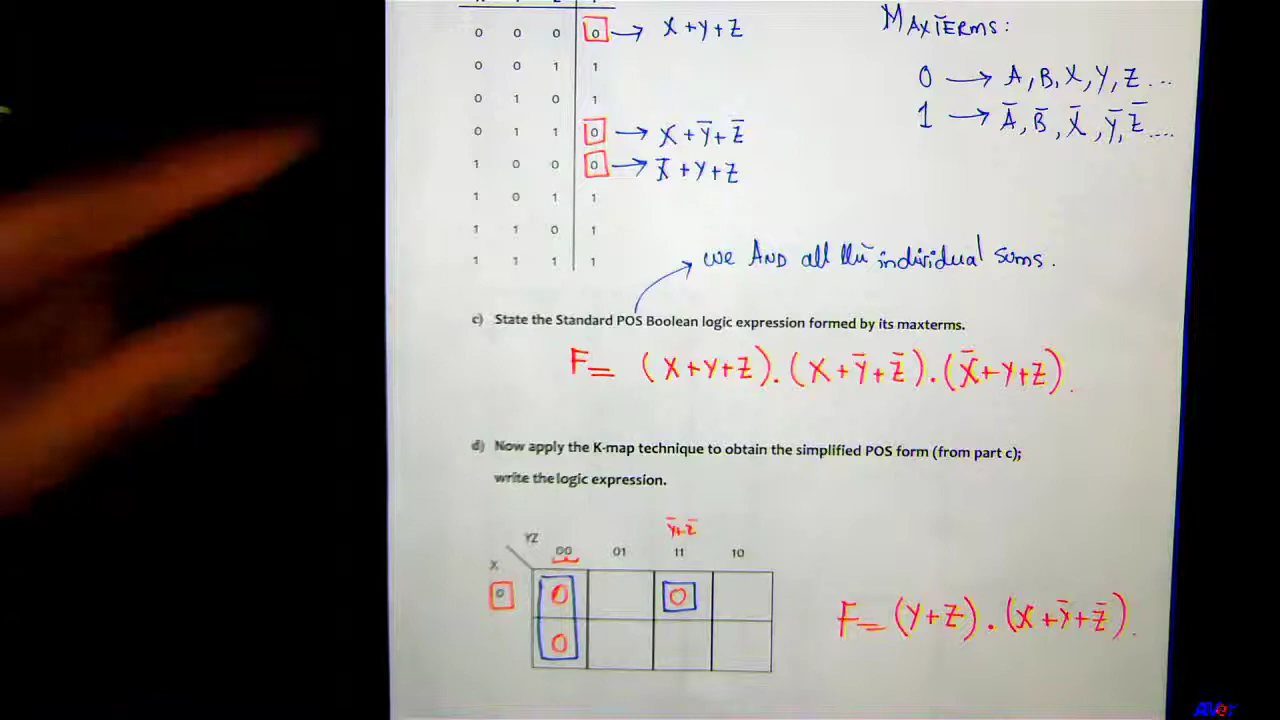 0 0 0 0 → X+Y+Z
MAXTERMS:
0 0 1 1
0 → A, B, X, Y, Z ...
0 1 0 1
1 → A̅, B̅, X̅, Y̅, Z̅ ....
0 1 1 0 → X+Y̅+Z̅
1 0 0 0 → X̅+Y+Z
1 0 1 1
1 1 0 1
1 1 1 1
→ we AND all the individual sums.
c) State the Standard POS Boolean logic expression formed by its maxterms.
F= (X+Y+Z).(X+Y̅+Z̅).(X̅+Y+Z).
d) Now apply the K-map technique to obtain the simplified POS form (from part c);
write the logic expression.
Y̅+Z̅
YZ
00 01 11 10
X
0 0 0
0
F=(Y+Z).(X+Y̅+Z̅).
AVer